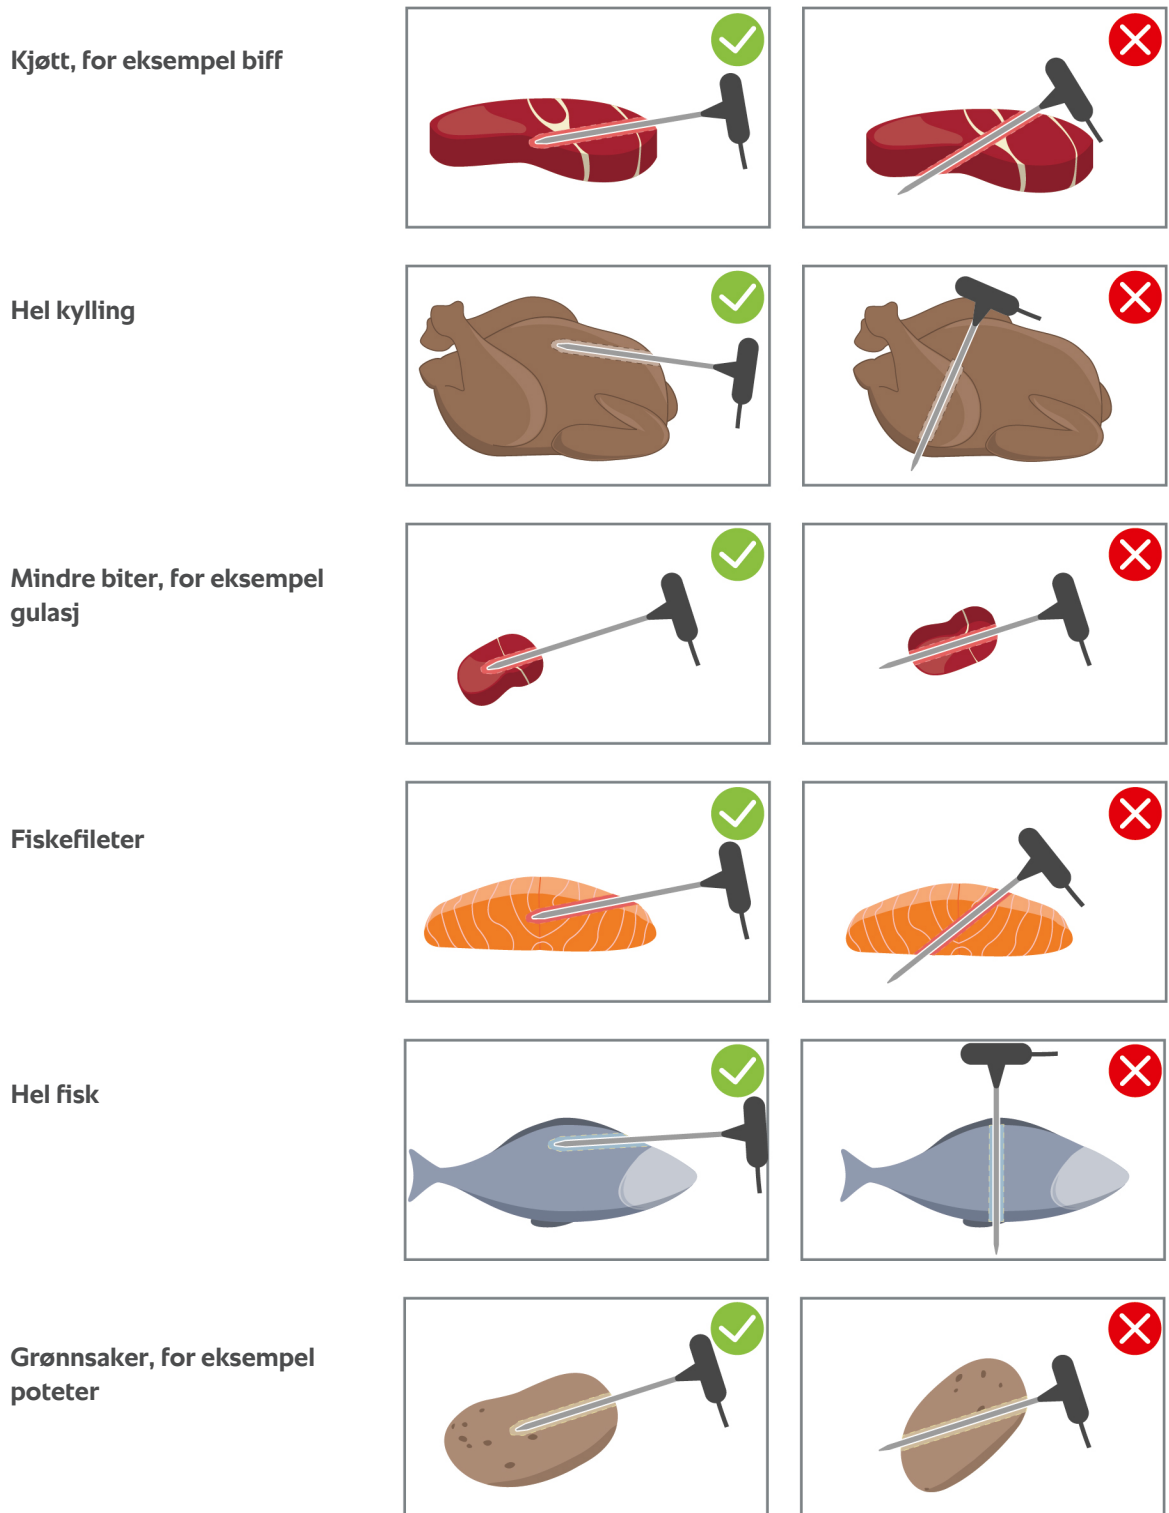 Kjøtt, for eksempel biff
Hel kylling
Mindre biter, for eksempel
gulasj
Fiskefileter
Hel fisk
Grønnsaker, for eksempel
poteter